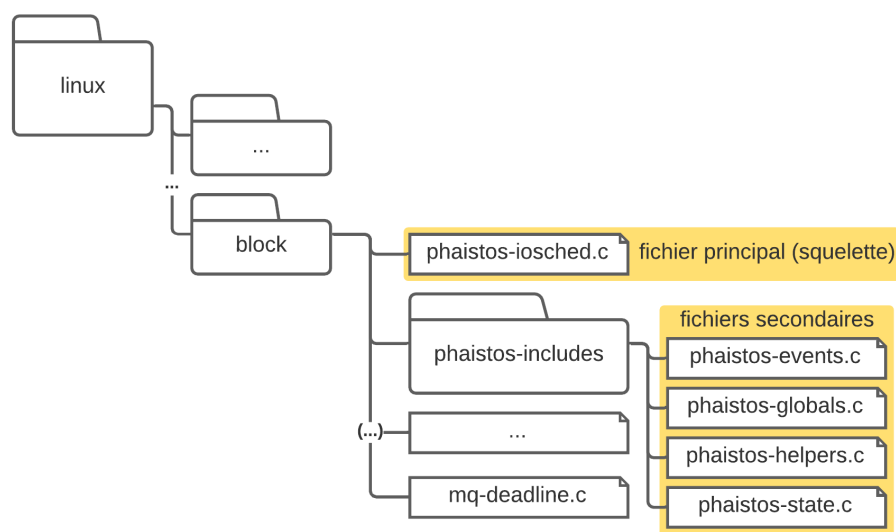 linux
...
...
block
phaistos-iosched.c
fichier principal (squelette)
phaistos-includes
fichiers secondaires
phaistos-events.c
phaistos-globals.c
phaistos-helpers.c
phaistos-state.c
(...)
...
mq-deadline.c